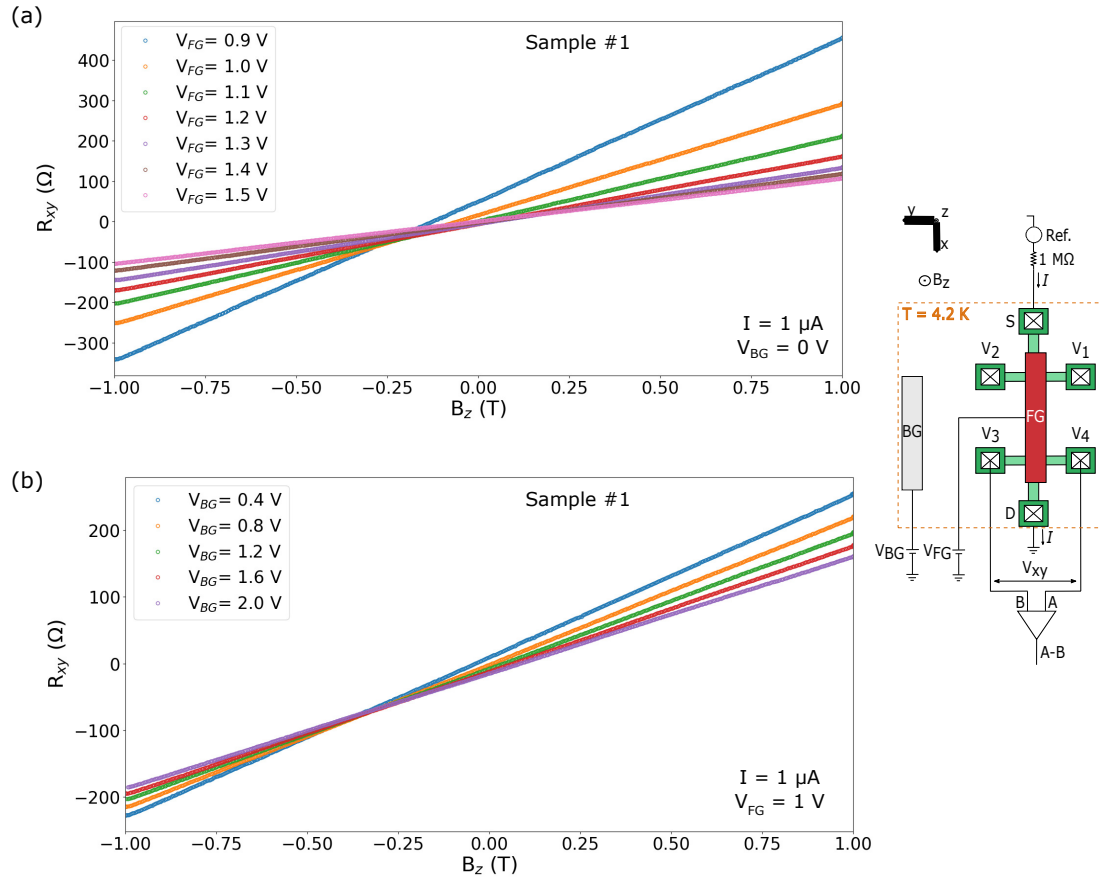 (a)
Sample #1
V_FG= 0.9 V
V_FG= 1.0 V
V_FG= 1.1 V
V_FG= 1.2 V
V_FG= 1.3 V
V_FG= 1.4 V
V_FG= 1.5 V
400
300
200
100
0
−100
−200
−300
R_xy (Ω)
I = 1 μA
V_BG = 0 V
−1.00
−0.75
−0.50
−0.25
0.00
0.25
0.50
0.75
1.00
B_z (T)
(b)
Sample #1
V_BG= 0.4 V
V_BG= 0.8 V
V_BG= 1.2 V
V_BG= 1.6 V
V_BG= 2.0 V
200
100
0
−100
−200
R_xy (Ω)
I = 1 μA
V_FG = 1 V
−1.00
−0.75
−0.50
−0.25
0.00
0.25
0.50
0.75
1.00
B_z (T)
y
z
x
B_z
Ref.
1 MΩ
I
T = 4.2 K
S
V2
V1
BG
FG
V3
V4
D
I
V_BG
V_FG
V_xy
B
A
A-B